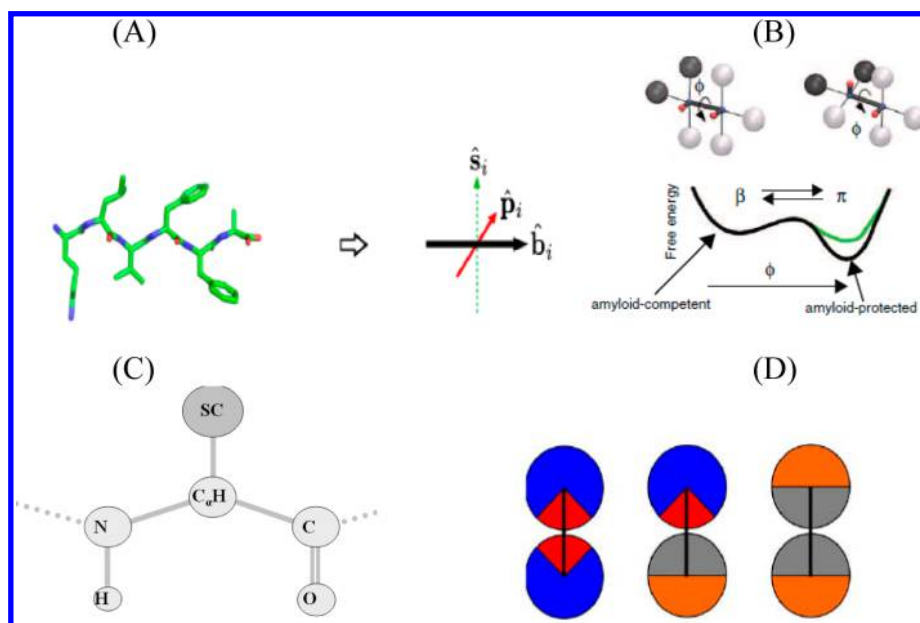 (A)
ŝi
p̂i
b̂i
(B)
ϕ
ϕ
Free energy
β
π
ϕ
amyloid-competent
amyloid-protected
(C)
SC
CαH
N
C
H
O
(D)